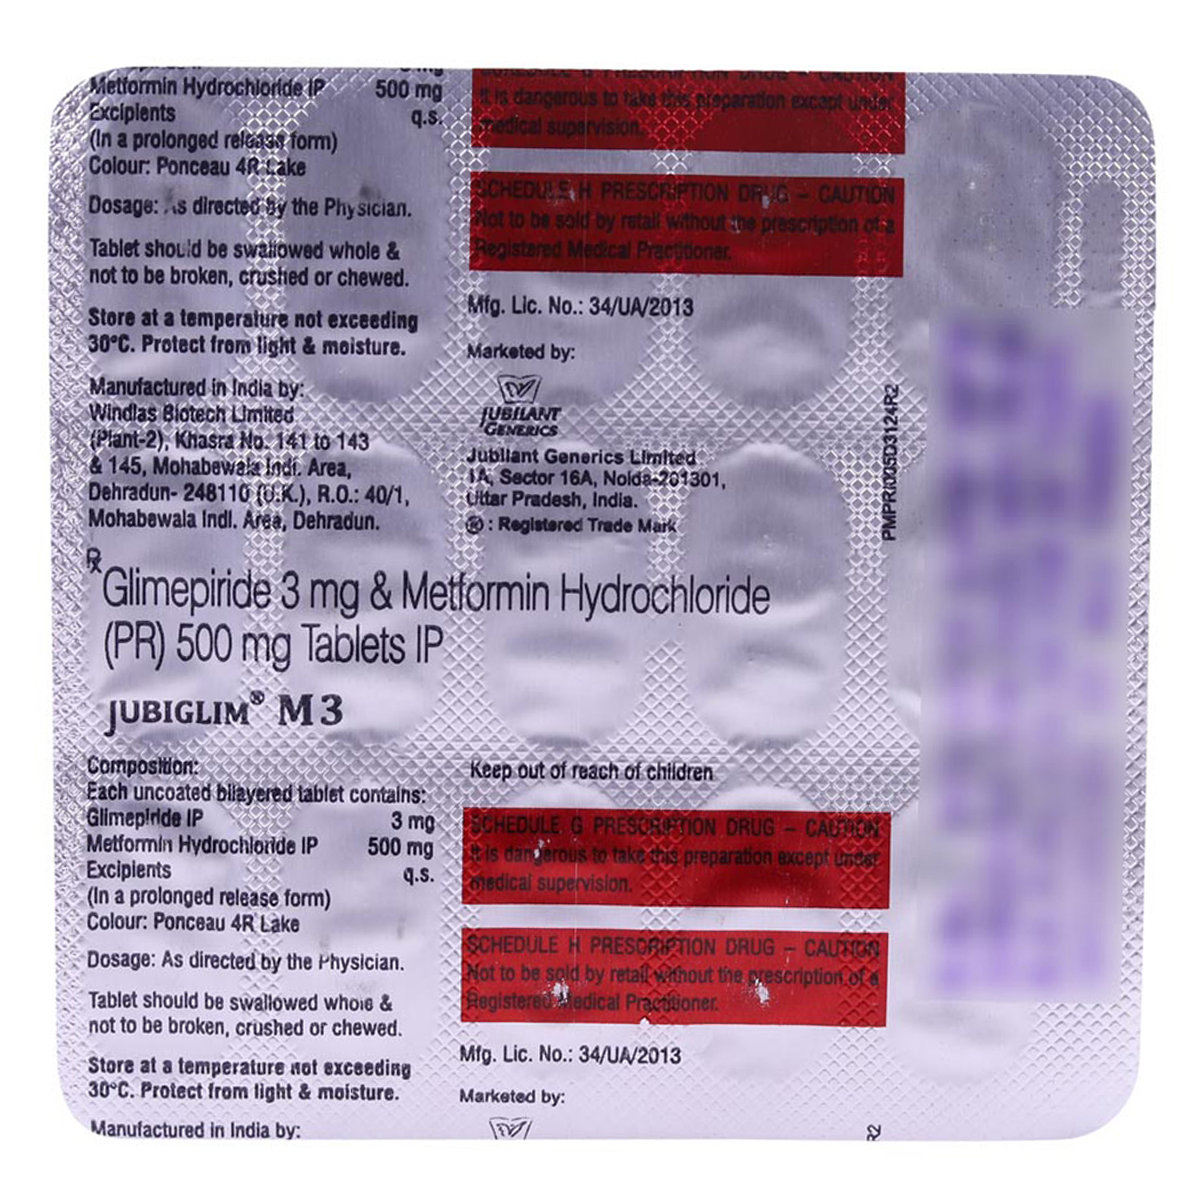 Metformin Hydrochloride IP 500 mg
Excipients q.s.
(In a prolonged release form)
Colour: Ponceau 4R Lake
Dosage: As directed by the Physician.
Tablet should be swallowed whole &
not to be broken, crushed or chewed.
Store at a temperature not exceeding
30°C. Protect from light & moisture.
Manufactured in India by:
Windlas Biotech Limited
(Plant-2), Khasra No. 141 to 143
& 145, Mohabewala Indl. Area,
Dehradun- 248110 (U.K.), R.O.: 40/1,
Mohabewala Indl. Area, Dehradun.
SCHEDULE G PRESCRIPTION DRUG – CAUTION
It is dangerous to take this preparation except under
medical supervision.
SCHEDULE H PRESCRIPTION DRUG – CAUTION
Not to be sold by retail without the prescription of a
Registered Medical Practitioner.
Mfg. Lic. No.: 34/UA/2013
Marketed by:
JUBILANT
GENERICS
Jubilant Generics Limited
1A, Sector 16A, Noida-201301,
Uttar Pradesh, India.
® : Registered Trade Mark
PMPRI005D3124R2
Rx
Glimepiride 3 mg & Metformin Hydrochloride
(PR) 500 mg Tablets IP
JUBIGLIM® M 3
Composition:
Each uncoated bilayered tablet contains:
Glimepiride IP 3 mg
Metformin Hydrochloride IP 500 mg
Excipients q.s.
(In a prolonged release form)
Colour: Ponceau 4R Lake
Dosage: As directed by the Physician.
Tablet should be swallowed whole &
not to be broken, crushed or chewed.
Store at a temperature not exceeding
30°C. Protect from light & moisture.
Manufactured in India by:
Keep out of reach of children
SCHEDULE G PRESCRIPTION DRUG – CAUTION
It is dangerous to take this preparation except under
medical supervision.
SCHEDULE H PRESCRIPTION DRUG – CAUTION
Not to be sold by retail without the prescription of a
Registered Medical Practitioner.
Mfg. Lic. No.: 34/UA/2013
Marketed by:
R2